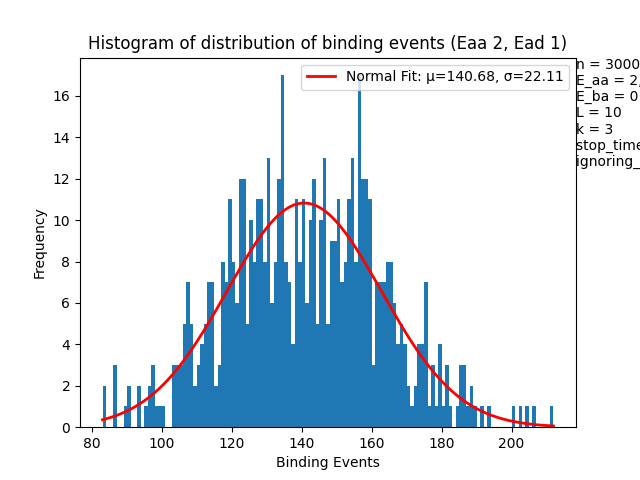 Histogram of distribution of binding events (Eaa 2, Ead 1)
Normal Fit: μ=140.68, σ=22.11
n = 3000
E_aa = 2,
E_ba = 0
L = 10
k = 3
stop_time
ignoring_
Frequency
16
14
12
10
8
6
4
2
0
80 100 120 140 160 180 200
Binding Events